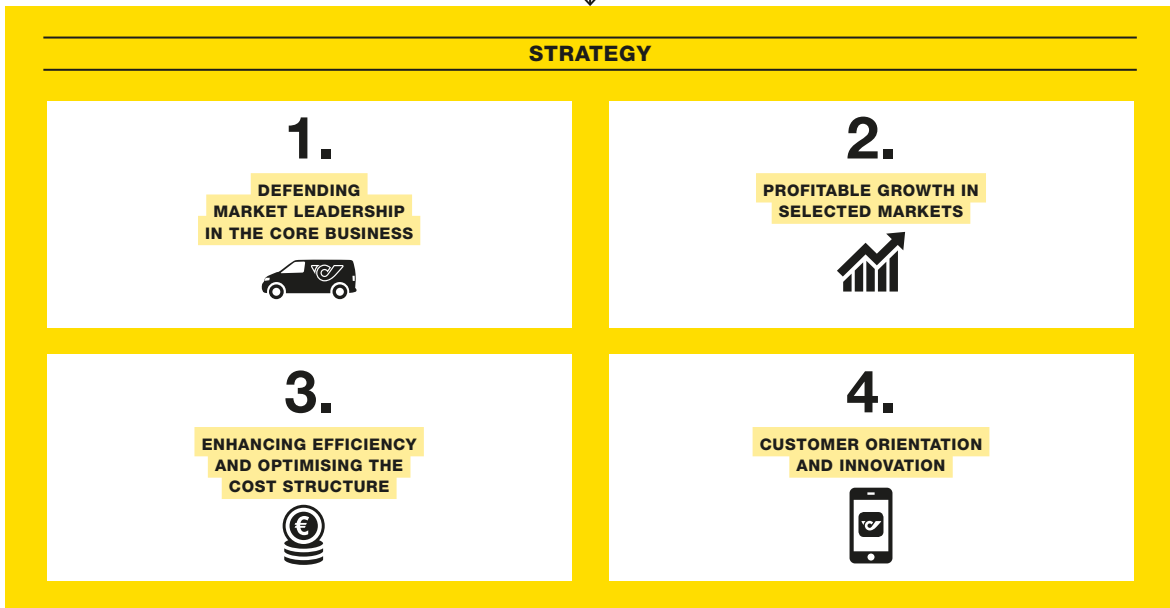 STRATEGY
1.
DEFENDING
MARKET LEADERSHIP
IN THE CORE BUSINESS
2.
PROFITABLE GROWTH IN
SELECTED MARKETS
3.
ENHANCING EFFICIENCY
AND OPTIMISING THE
COST STRUCTURE
€
4.
CUSTOMER ORIENTATION
AND INNOVATION